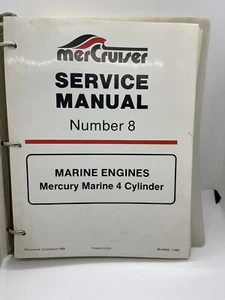 merCruiser
SERVICE
MANUAL
Number 8
MARINE ENGINES
Mercury Marine 4 Cylinder